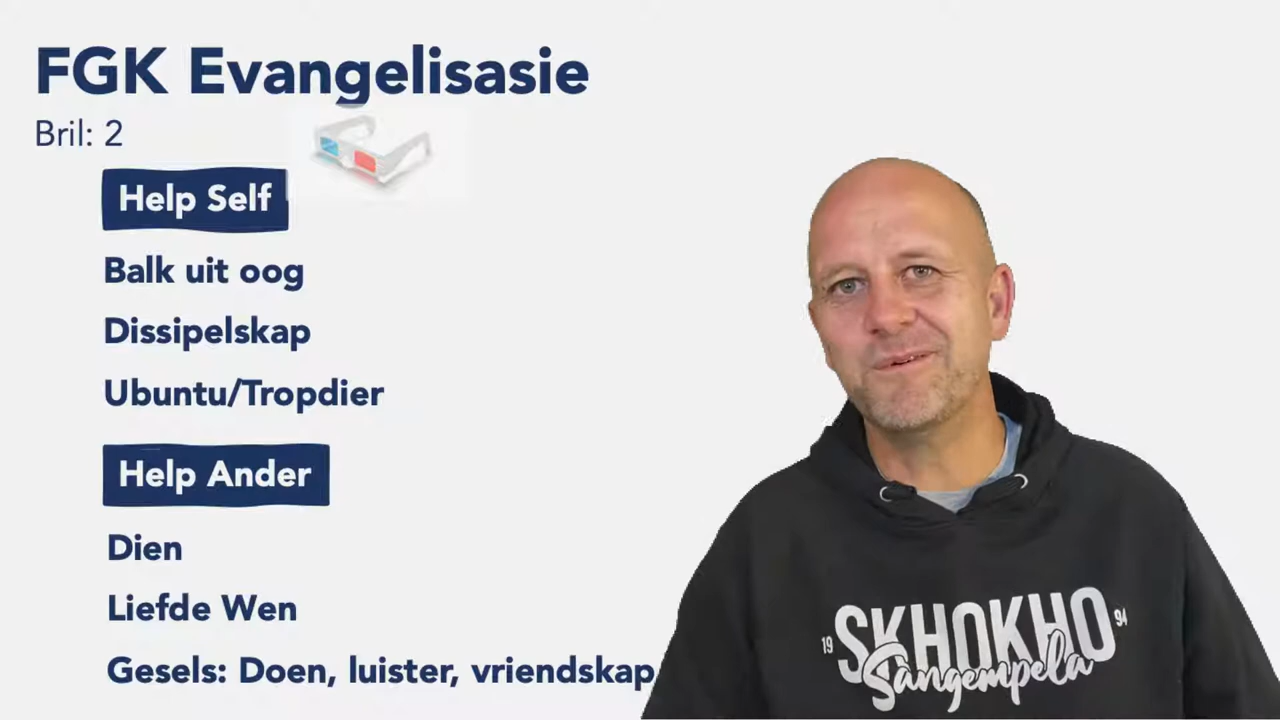 FGK Evangelisasie
Bril: 2
Help Self
Balk uit oog
Dissipelskap
Ubuntu/Tropdier
Help Ander
Dien
Liefde Wen
Gesels: Doen, luister, vriendskap
19 SKHOKHO 94
Sangempela